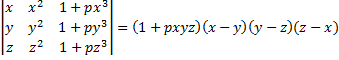 |x x² 1 + px³|
|y y² 1 + py³| = (1 + pxyz)(x − y)(y − z)(z − x)
|z z² 1 + pz³|